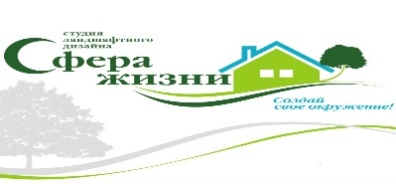 студия
ландшафтного
дизайна
Сфера
жизни
Создай
свое окружение!